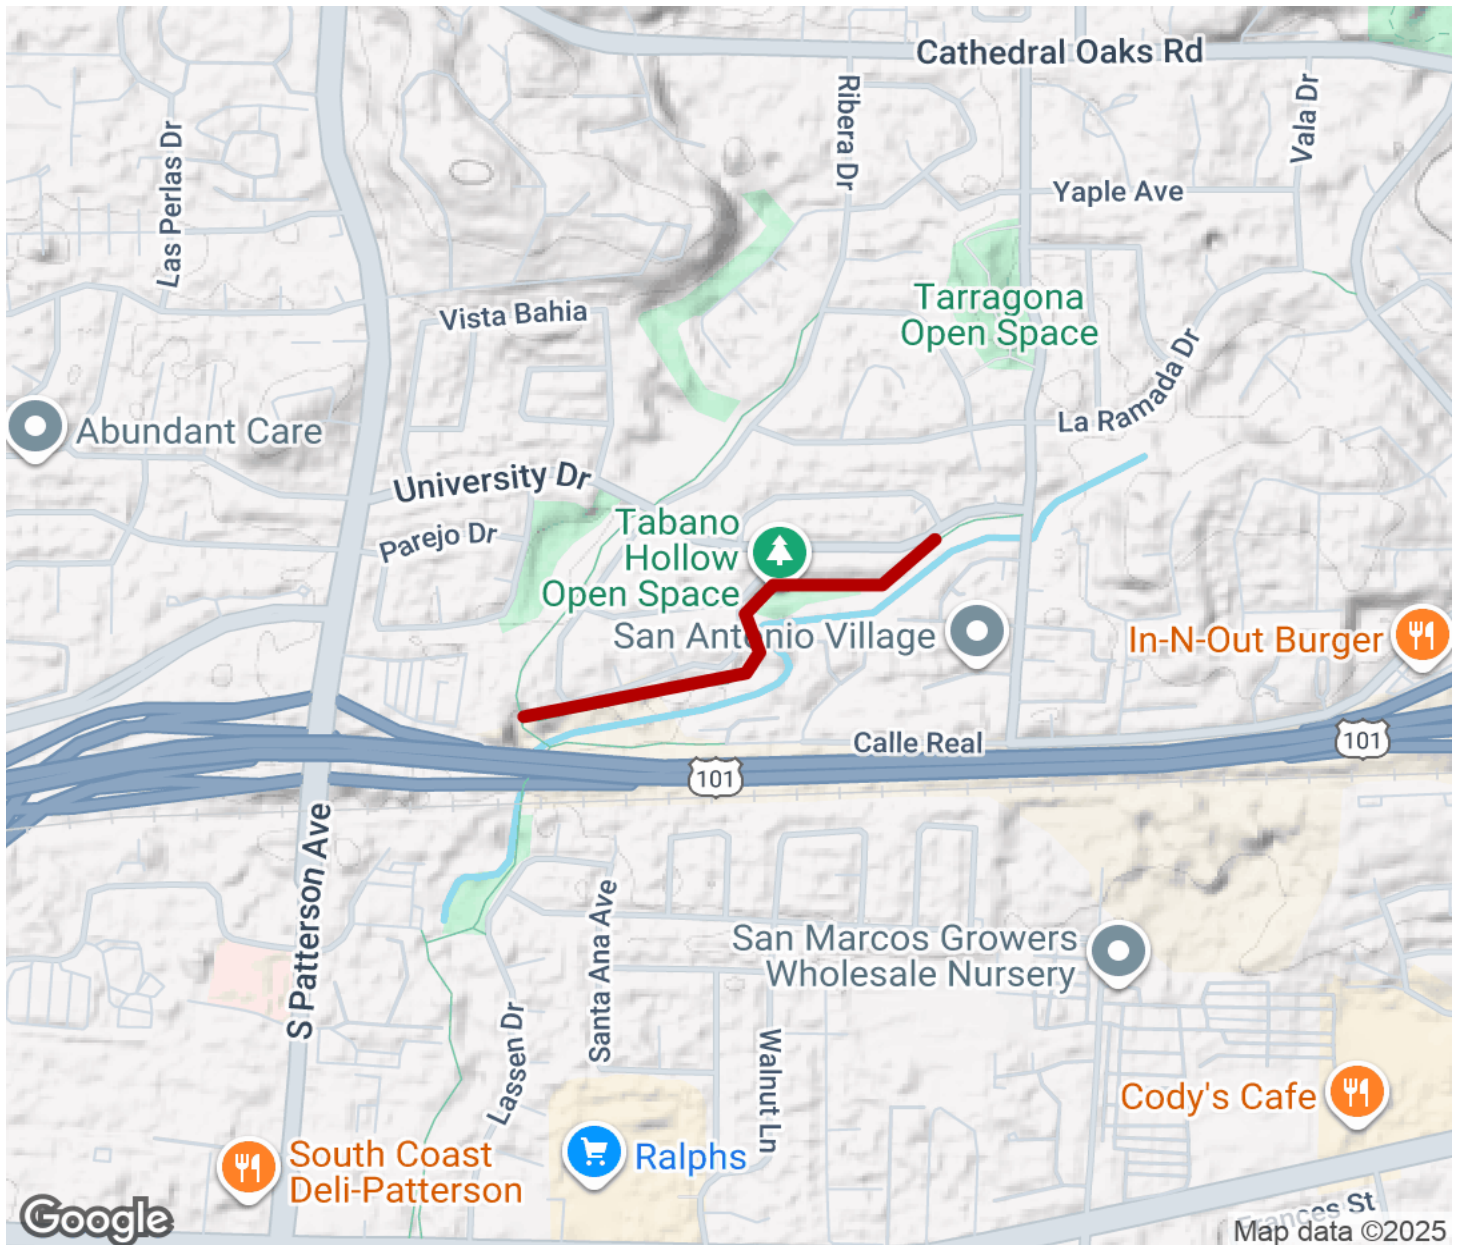 Cathedral Oaks Rd
Ribera Dr
Vala Dr
Las Perlas Dr
Yaple Ave
Tarragona
Open Space
Vista Bahia
La Ramada Dr
Abundant Care
University Dr
Parejo Dr
Tabano
Hollow
Open Space
San Antonio Village
In-N-Out Burger
Calle Real
101
101
S Patterson Ave
Santa Ana Ave
San Marcos Growers
Wholesale Nursery
Lassen Dr
Walnut Ln
Cody's Cafe
South Coast
Deli-Patterson
Ralphs
Frances St
Google
Map data ©2025